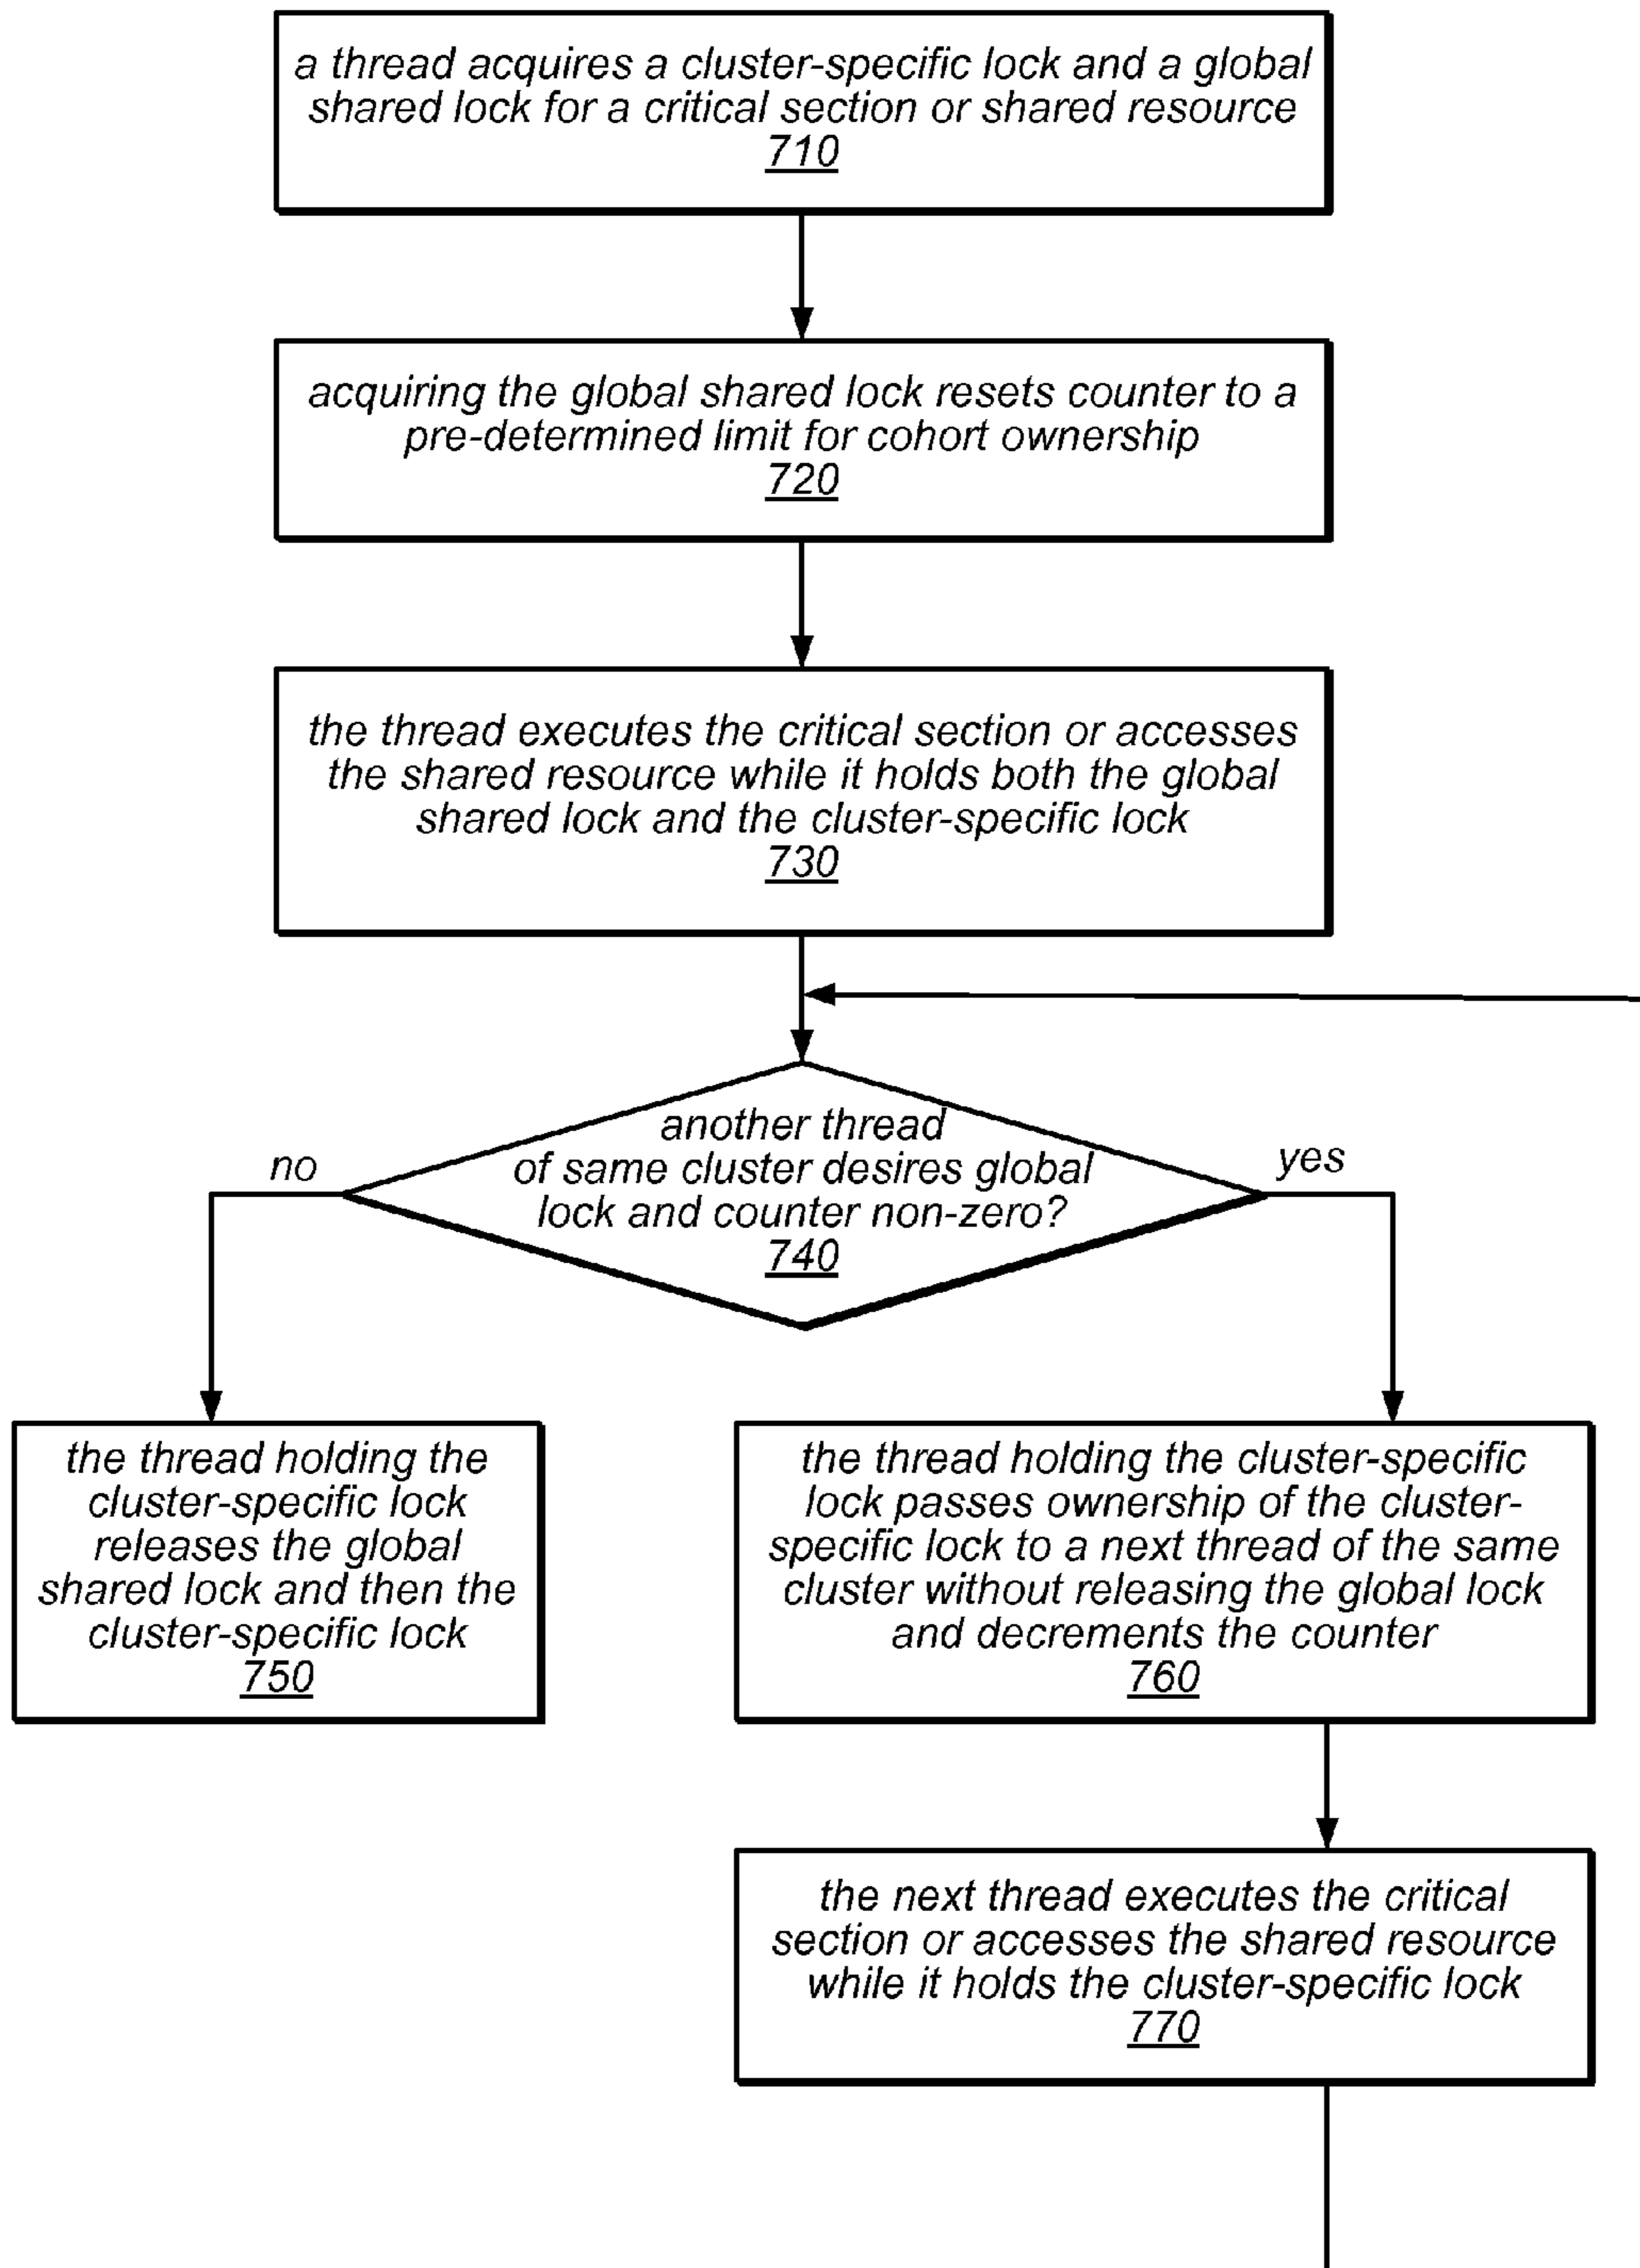 a thread acquires a cluster-specific lock and a global
shared lock for a critical section or shared resource
710
acquiring the global shared lock resets counter to a
pre-determined limit for cohort ownership
720
the thread executes the critical section or accesses
the shared resource while it holds both the global
shared lock and the cluster-specific lock
730
another thread
of same cluster desires global
lock and counter non-zero?
740
no
yes
the thread holding the
cluster-specific lock
releases the global
shared lock and then the
cluster-specific lock
750
the thread holding the cluster-specific
lock passes ownership of the cluster-
specific lock to a next thread of the same
cluster without releasing the global lock
and decrements the counter
760
the next thread executes the critical
section or accesses the shared resource
while it holds the cluster-specific lock
770